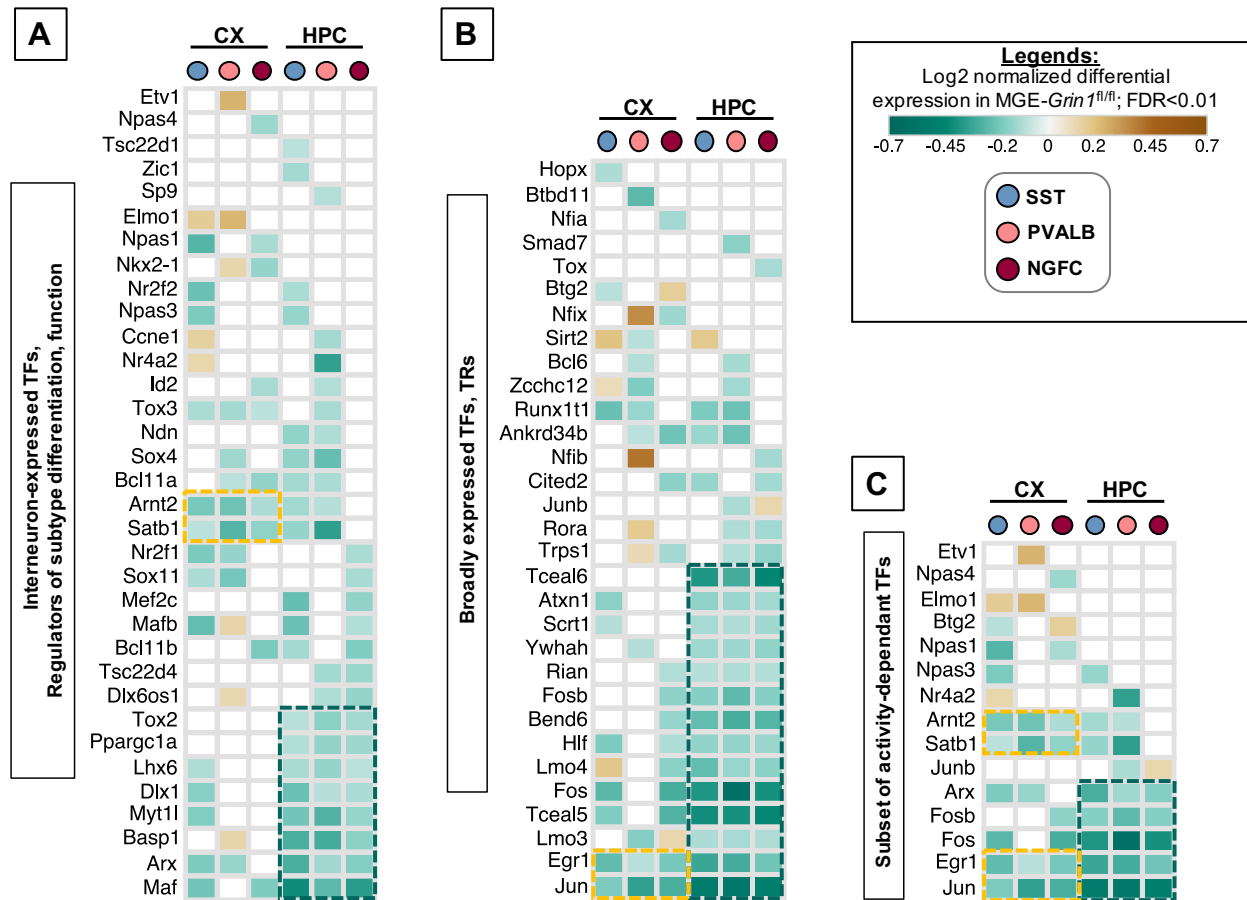 A
CX HPC
Etv1
Npas4
Tsc22d1
Zic1
Sp9
Elmo1
Npas1
Nkx2-1
Nr2f2
Npas3
Ccne1
Nr4a2
Id2
Tox3
Ndn
Sox4
Bcl11a
Arnt2
Satb1
Nr2f1
Sox11
Mef2c
Mafb
Bcl11b
Tsc22d4
Dlx6os1
Tox2
Ppargc1a
Lhx6
Dlx1
Myt1l
Basp1
Arx
Maf
Interneuron-expressed TFs,
Regulators of subtype differentiation, function
B
CX HPC
Hopx
Btbd11
Nfia
Smad7
Tox
Btg2
Nfix
Sirt2
Bcl6
Zcchc12
Runx1t1
Ankrd34b
Nfib
Cited2
Junb
Rora
Trps1
Tceal6
Atxn1
Scrt1
Ywhah
Rian
Fosb
Bend6
Hlf
Lmo4
Fos
Tceal5
Lmo3
Egr1
Jun
Broadly expressed TFs, TRs
Legends:
Log2 normalized differential
expression in MGE-Grin1fl/fl; FDR<0.01
-0.7 -0.45 -0.2 0 0.2 0.45 0.7
SST
PVALB
NGFC
C
CX HPC
Etv1
Npas4
Elmo1
Btg2
Npas1
Npas3
Nr4a2
Arnt2
Satb1
Junb
Arx
Fosb
Fos
Egr1
Jun
Subset of activity-dependant TFs